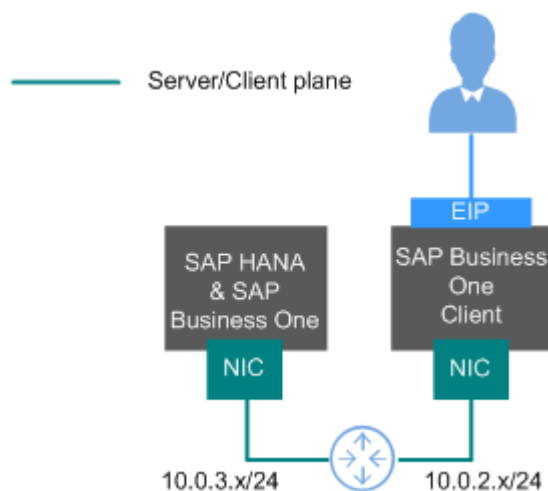 Server/Client plane
EIP
SAP HANA
& SAP
Business One
SAP Business
One
Client
NIC
NIC
10.0.3.x/24
10.0.2.x/24